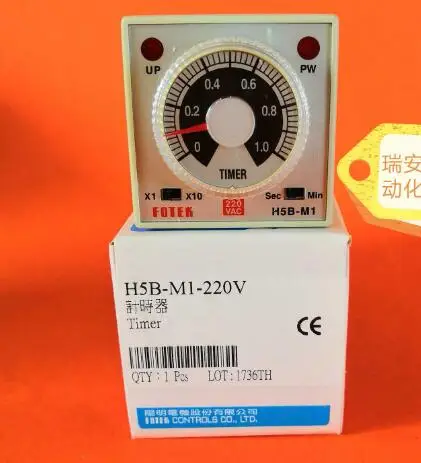 UP
PW
0.4 0.6
0.2 0.8
0 1.0
TIMER
X1 X10
Sec Min
FOTEK
220
VAC
H5B-M1
瑞安
动化
H5B-M1-220V
計時器
Timer
CE
QTY：1 Pcs LOT:1736TH
陽明電機股份有限公司
FOTEK CONTROLS CO., LTD.